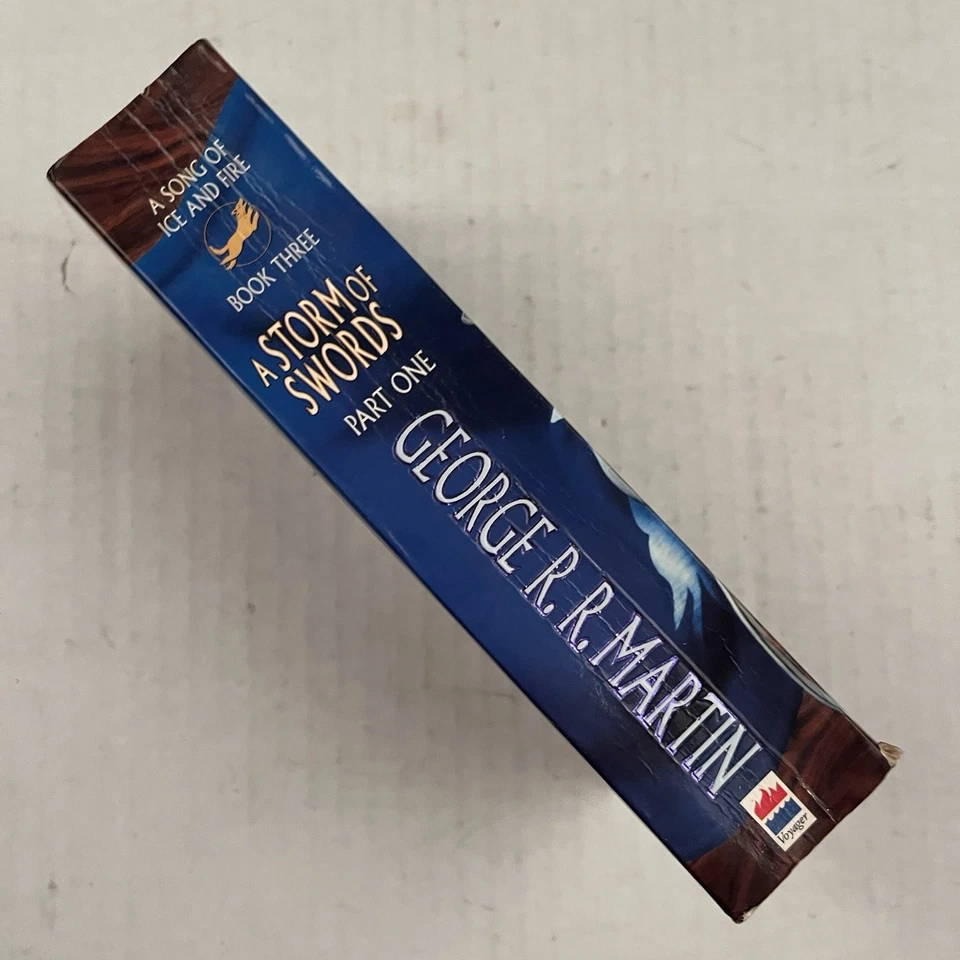 A SONG OF
ICE AND FIRE
BOOK THREE
A STORM OF
SWORDS
PART ONE
GEORGE R. R. MARTIN
Voyager